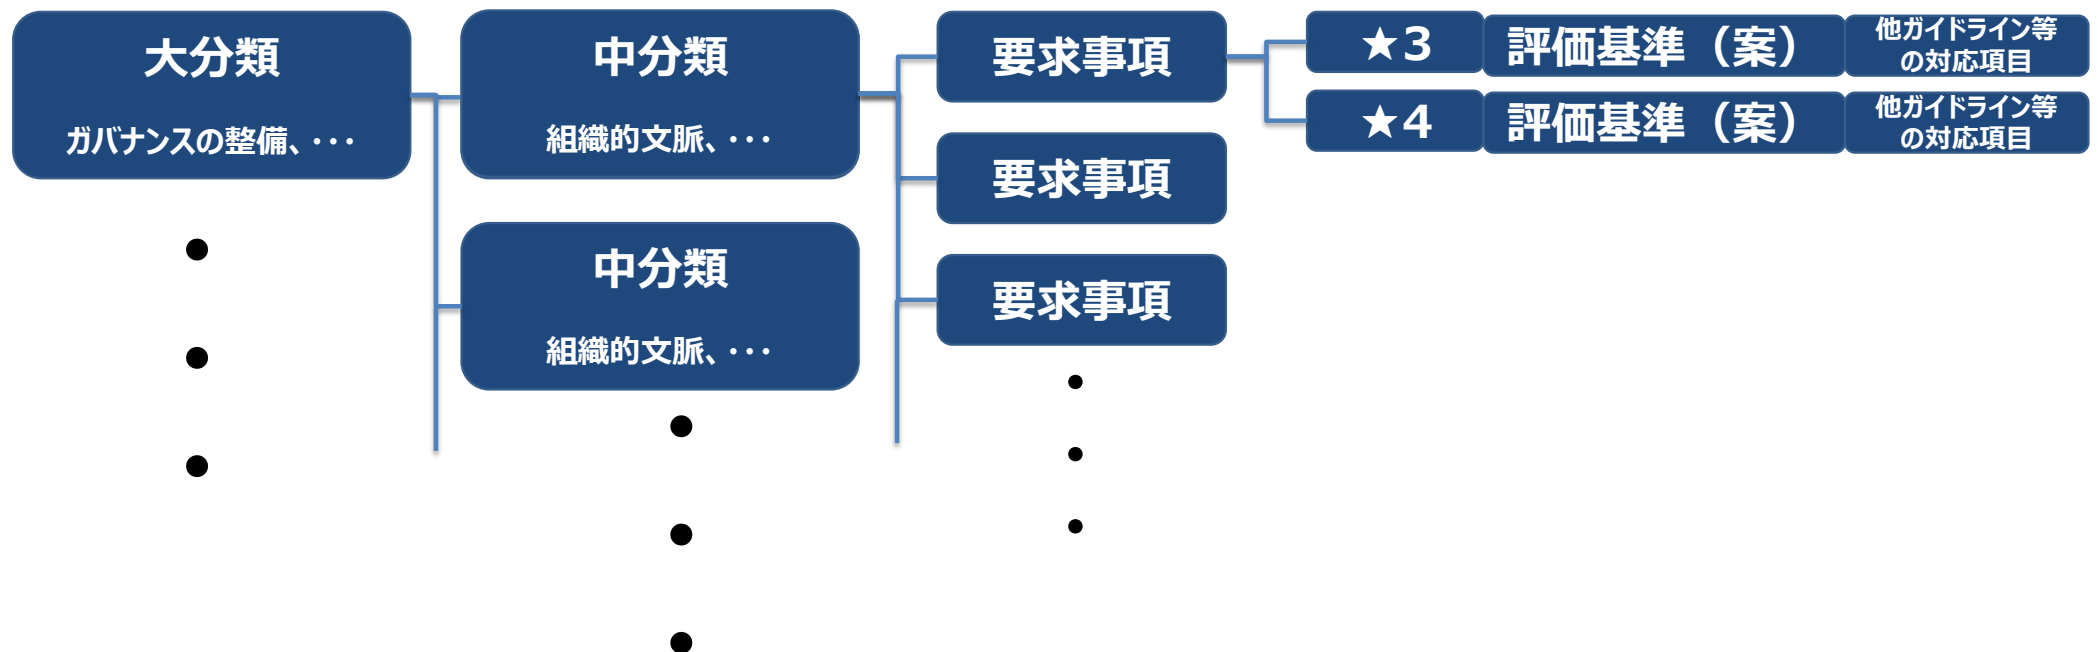 大分類
ガバナンスの整備、・・・
中分類
組織的文脈、・・・
中分類
組織的文脈、・・・
要求事項
要求事項
要求事項
★3
評価基準（案）
他ガイドライン等
の対応項目
★4
評価基準（案）
他ガイドライン等
の対応項目